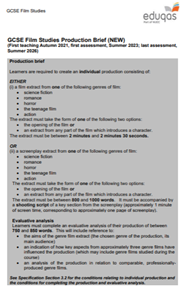 GCSE Film Studies
eduqas
GCSE Film Studies Production Brief (NEW)
(First teaching Autumn 2021, first assessment, Summer 2023; last assessment,
Summer 2026)
Production brief
Learners are required to create an individual production consisting of:
EITHER
(i) a film extract from one of the following genres of film:
• science fiction
• romance
• horror
• the teenage film
• action
The extract must take the form of one of the following two options:
• the opening of the film or
• an extract from any part of the film which introduces a character.
The extract must be between 2 minutes and 2 minutes 30 seconds.
OR
(ii) a screenplay extract from one of the following genres of film:
• science fiction
• romance
• horror
• the teenage film
• action
The extract must take the form of one of the following two options:
• the opening of the film or
• an extract from any part of the film which introduces a character.
The extract must be between 800 and 1000 words. It must be accompanied by
a shooting script of a key section from the screenplay (approximately 1 minute
of screen time, corresponding to approximately one page of screenplay).
Evaluative analysis
Learners must complete an evaluative analysis of their production of between
700 and 800 words. This will include reference to:
• the aims of the genre film extract (the chosen genre of the production, its
main audience)
• an indication of how key aspects from approximately three genre films have
influenced the production (may include genre films studied during the
course)
• an analysis of the production in relation to comparable, professionally-
produced genre films.
See Specification Section 3.2 for the conditions relating to individual production and
the conditions for completing the production and evaluative analysis.